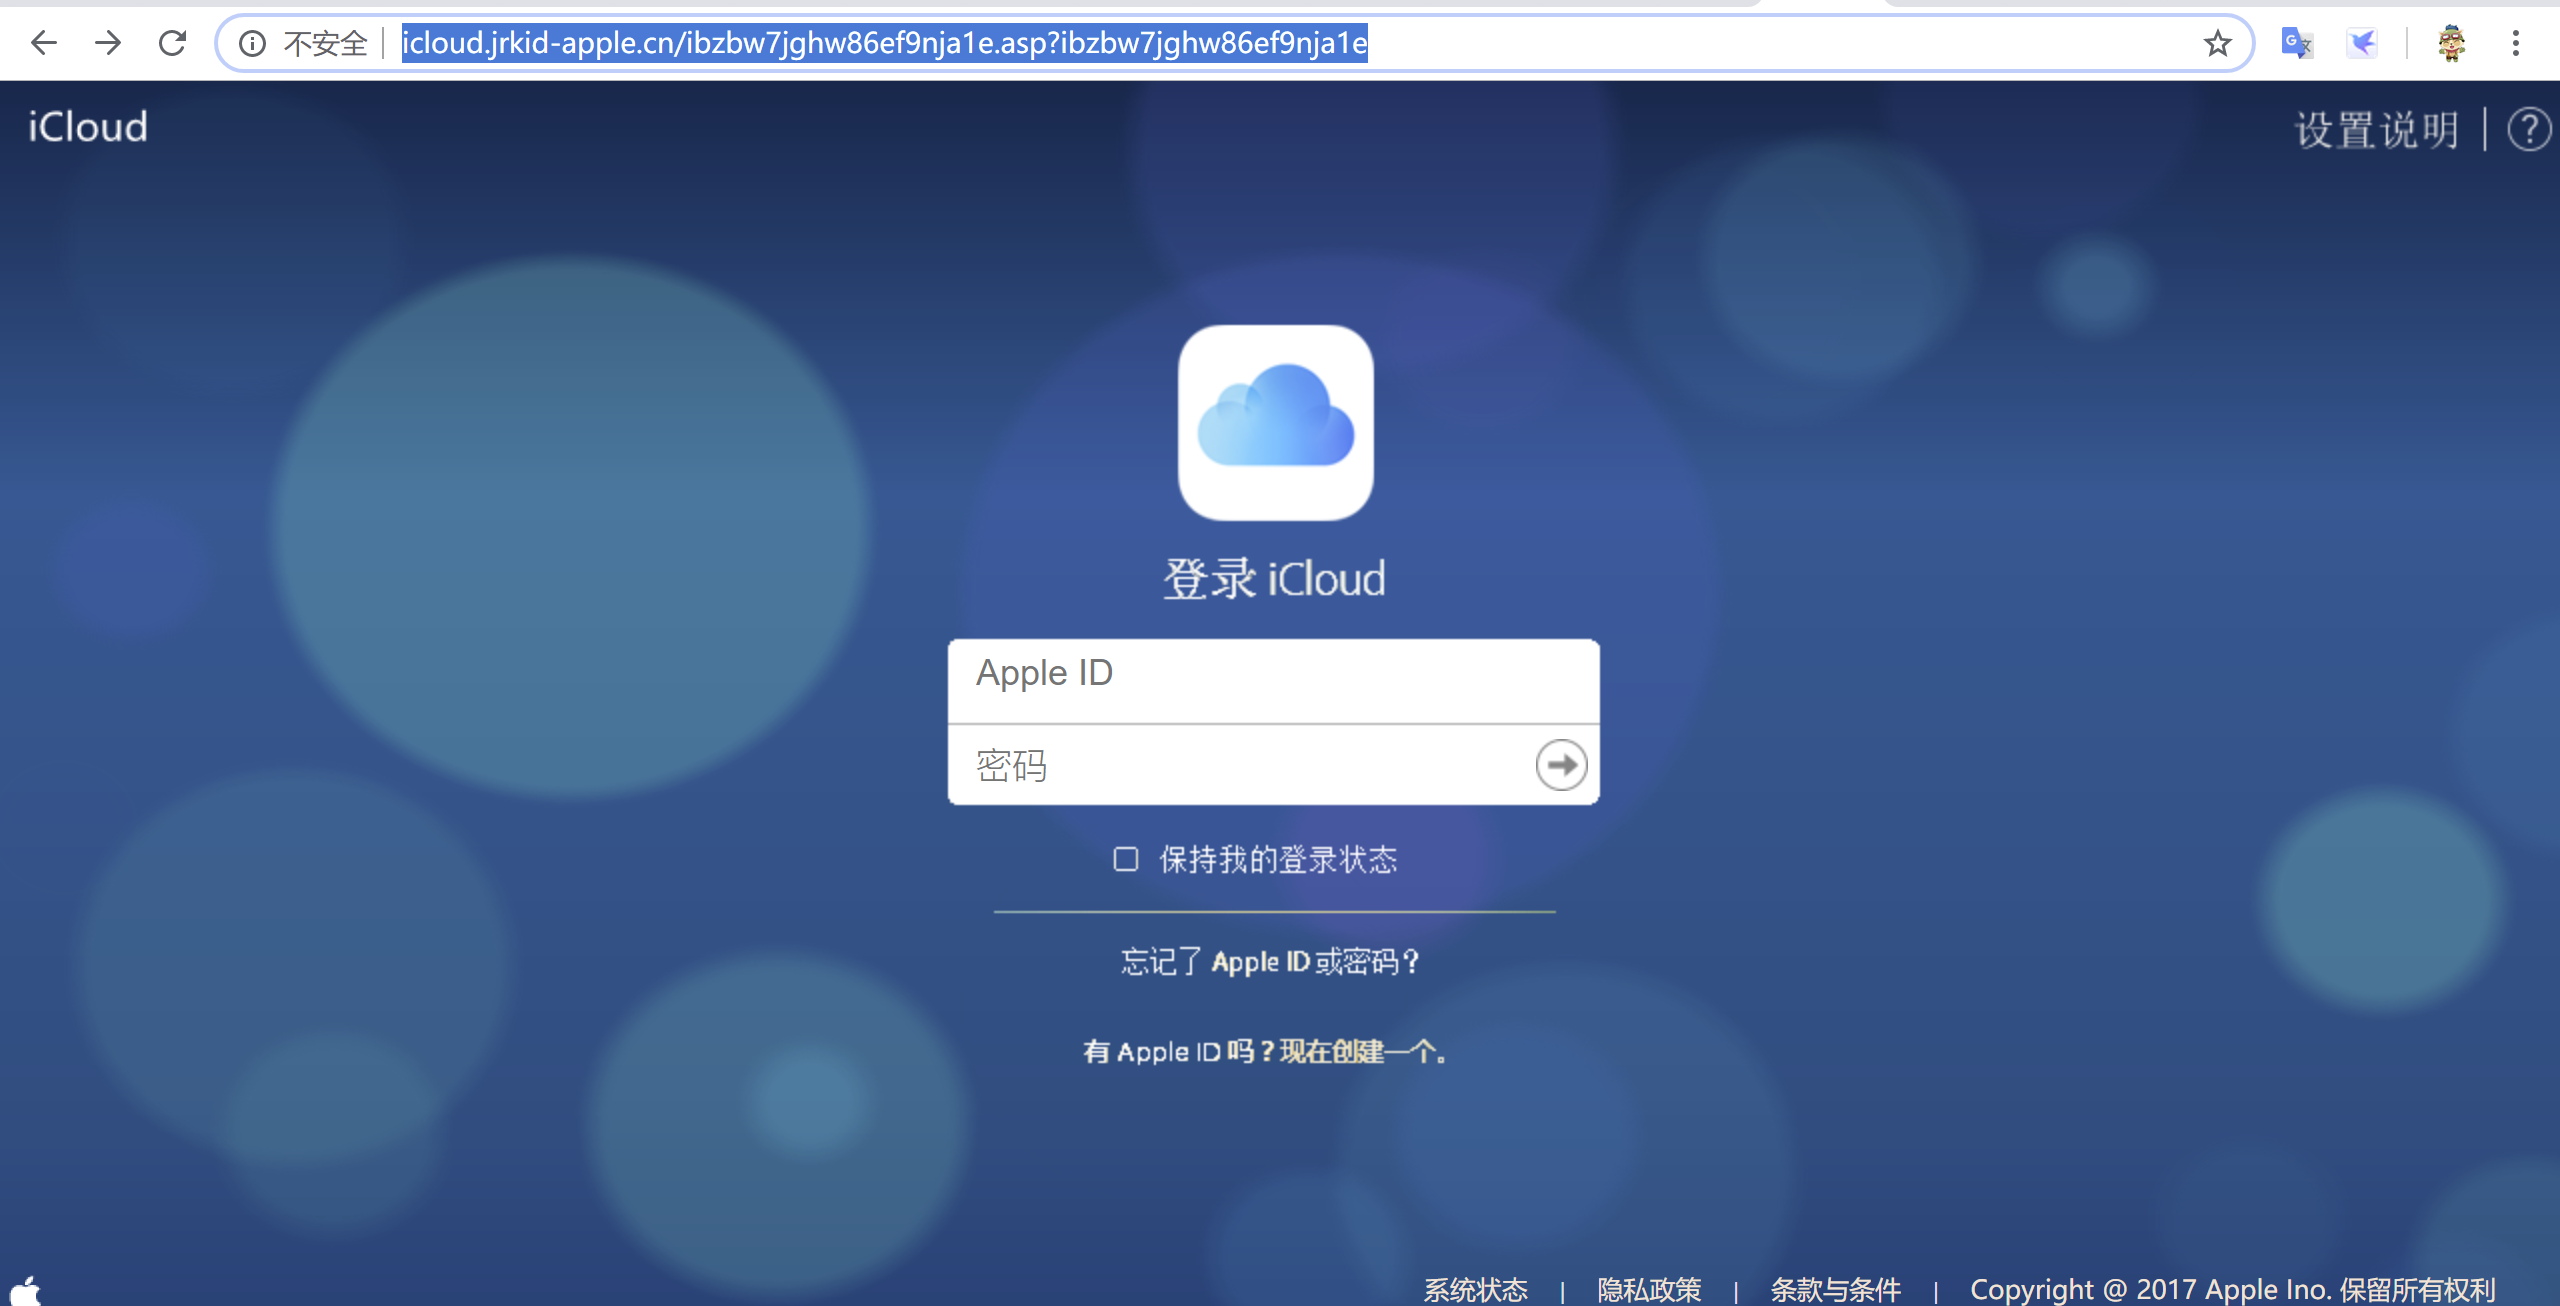 不安全 | icloud.jrkid-apple.cn/ibzbw7jghw86ef9nja1e.asp?ibzbw7jghw86ef9nja1e
iCloud
设置说明 | ?
登录 iCloud
Apple ID
密码
保持我的登录状态
忘记了 Apple ID 或密码？
有 Apple ID 吗？现在创建一个。
系统状态 | 隐私政策 | 条款与条件 | Copyright @ 2017 Apple Ino. 保留所有权利